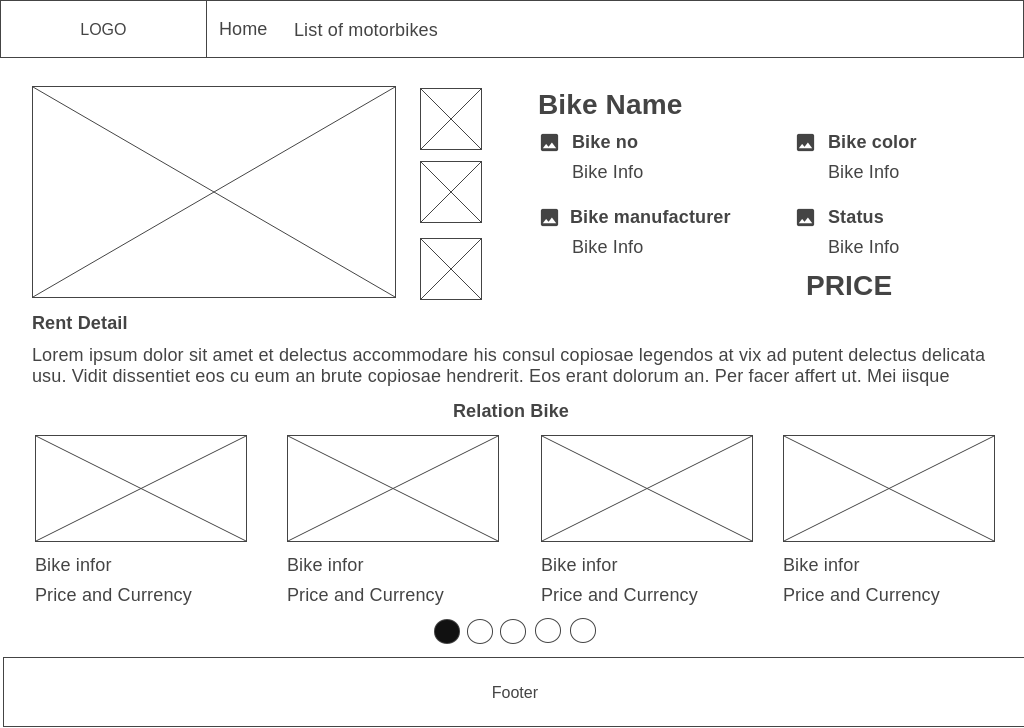 LOGO
Home
List of motorbikes
Bike Name
Bike no
Bike color
Bike Info
Bike Info
Bike manufacturer
Status
Bike Info
Bike Info
PRICE
Rent Detail
Lorem ipsum dolor sit amet et delectus accommodare his consul copiosae legendos at vix ad putent delectus delicata
usu. Vidit dissentiet eos cu eum an brute copiosae hendrerit. Eos erant dolorum an. Per facer affert ut. Mei iisque
Relation Bike
Bike infor
Bike infor
Bike infor
Bike infor
Price and Currency
Price and Currency
Price and Currency
Price and Currency
Footer